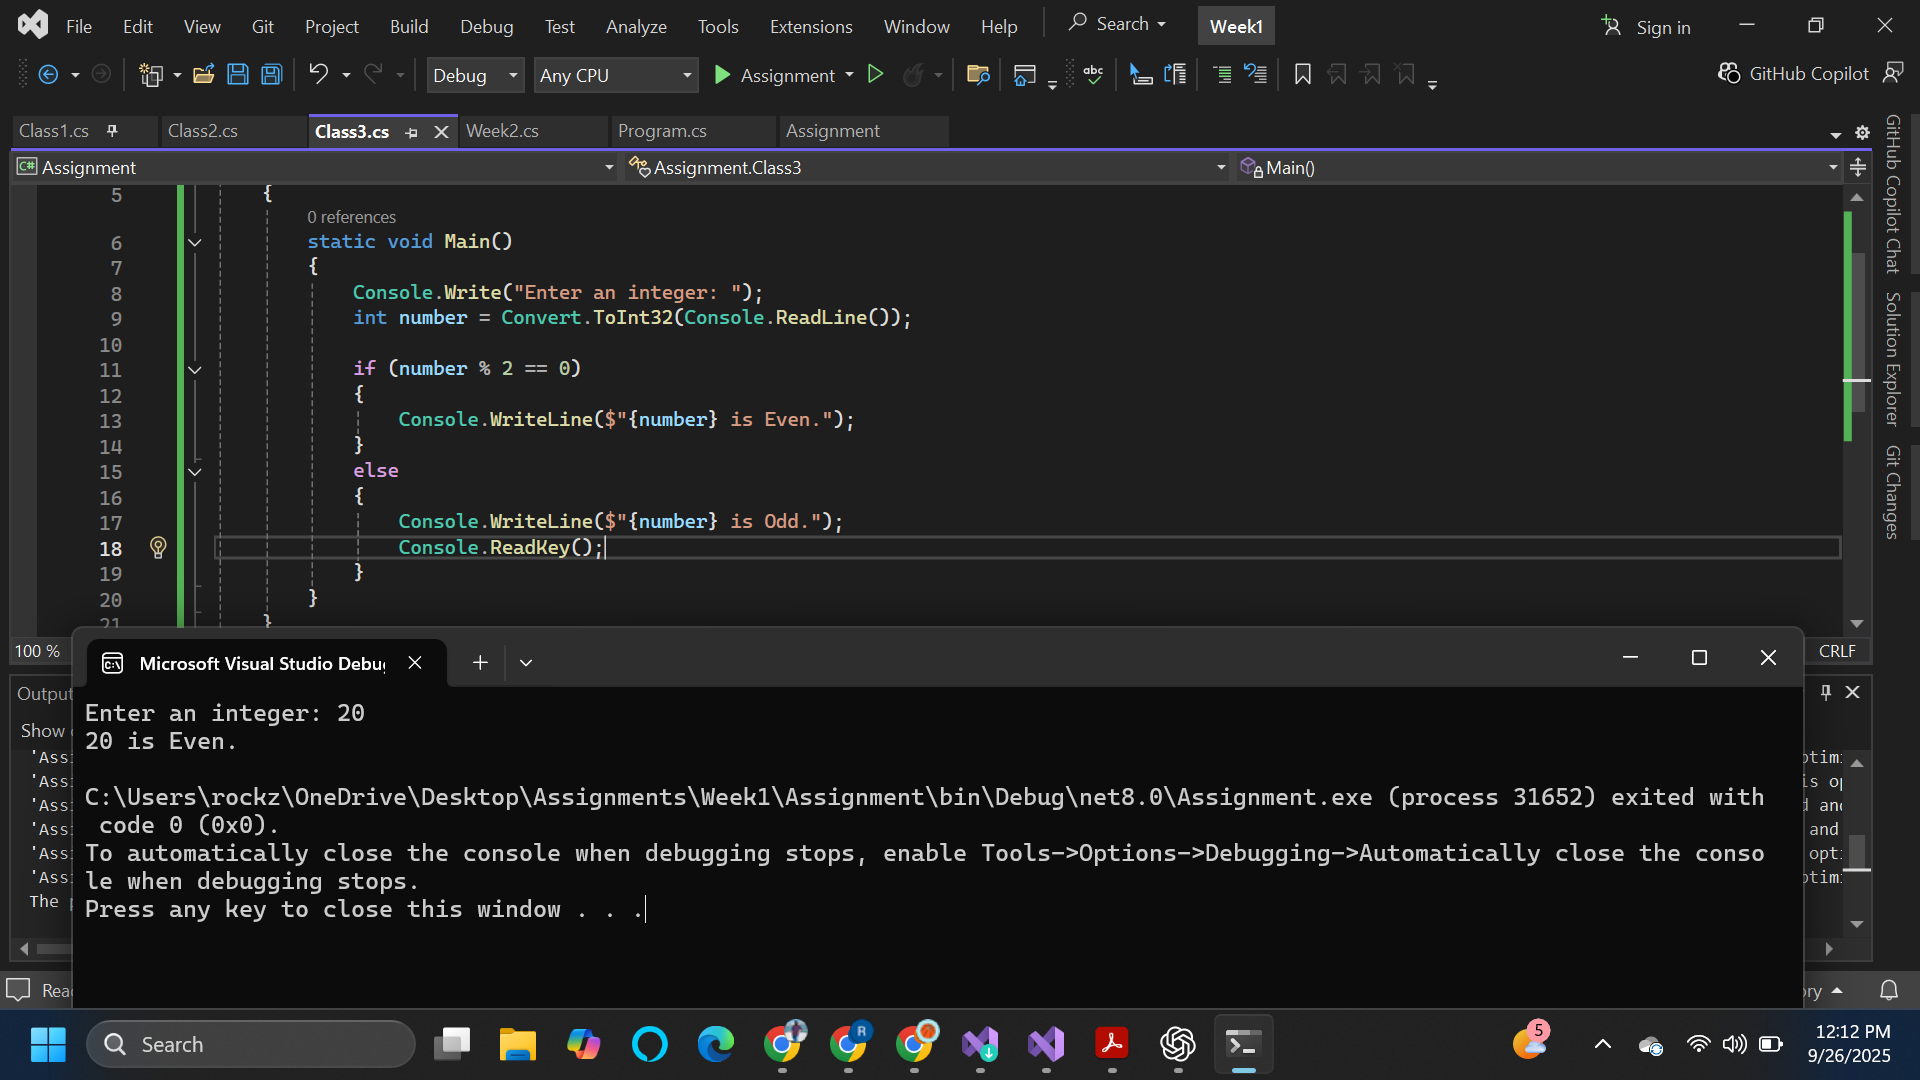 File Edit View Git Project Build Debug Test Analyze Tools Extensions Window Help Search Week1 Sign in
Debug Any CPU Assignment abc GitHub Copilot
Class1.cs Class2.cs Class3.cs Week2.cs Program.cs Assignment
C# Assignment Assignment.Class3 Main()
5 {
0 references
6 static void Main()
7 {
8 Console.Write("Enter an integer: ");
9 int number = Convert.ToInt32(Console.ReadLine());
10
11 if (number % 2 == 0)
12 {
13 Console.WriteLine($"{number} is Even.");
14 }
15 else
16 {
17 Console.WriteLine($"{number} is Odd.");
18 Console.ReadKey();
19 }
20 }
21 }
GitHub Copilot Chat
Solution Explorer
Git Changes
100 % CRLF
Microsoft Visual Studio Debu
Output
Show
Enter an integer: 20
20 is Even.
C:\Users\rockz\OneDrive\Desktop\Assignments\Week1\Assignment\bin\Debug\net8.0\Assignment.exe (process 31652) exited with
code 0 (0x0).
To automatically close the console when debugging stops, enable Tools->Options->Debugging->Automatically close the conso
le when debugging stops.
Press any key to close this window . . .
'Ass
'Ass
'Ass
'Ass
'Ass
'Ass
The
Search
5
12:12 PM
9/26/2025